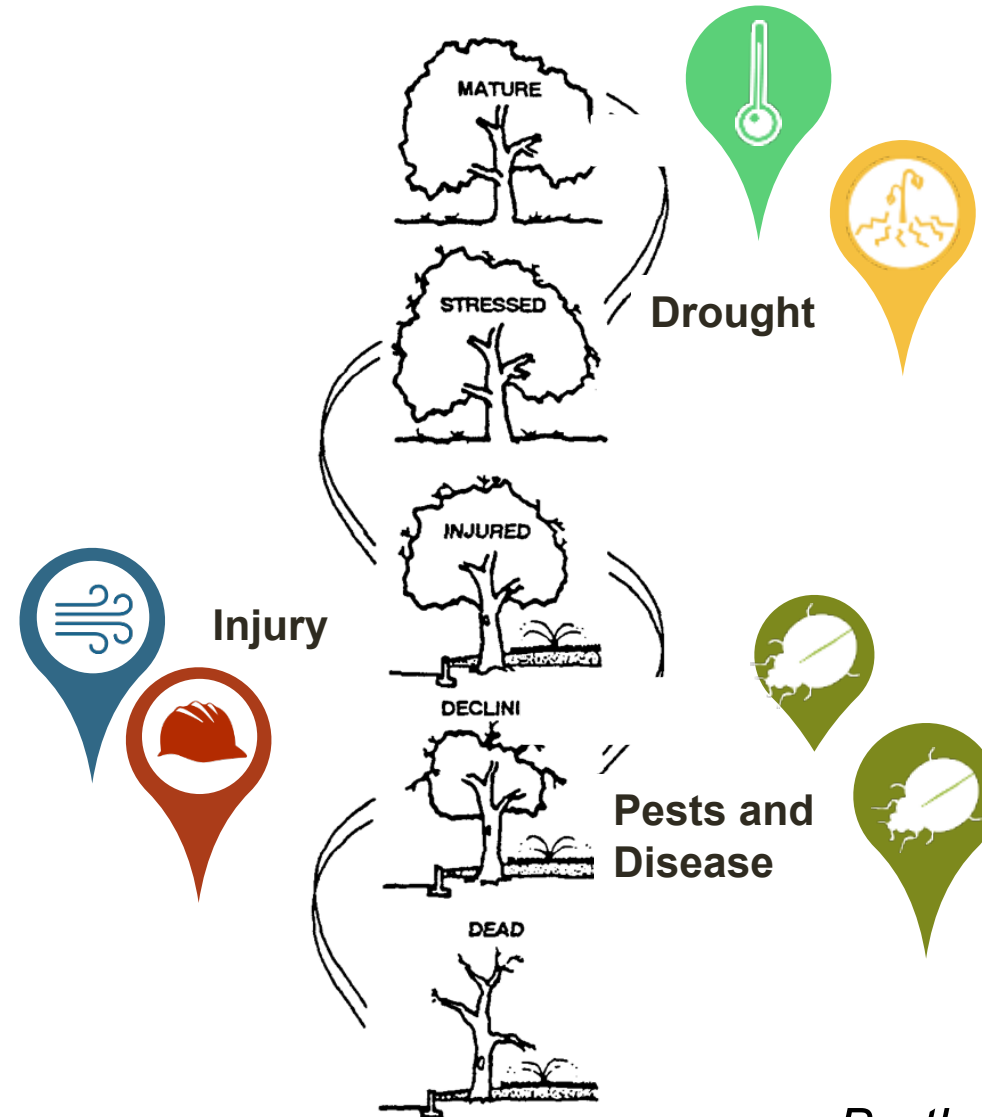 MATURE
STRESSED
Drought
INJURED
Injury
DECLINI
Pests and
Disease
DEAD